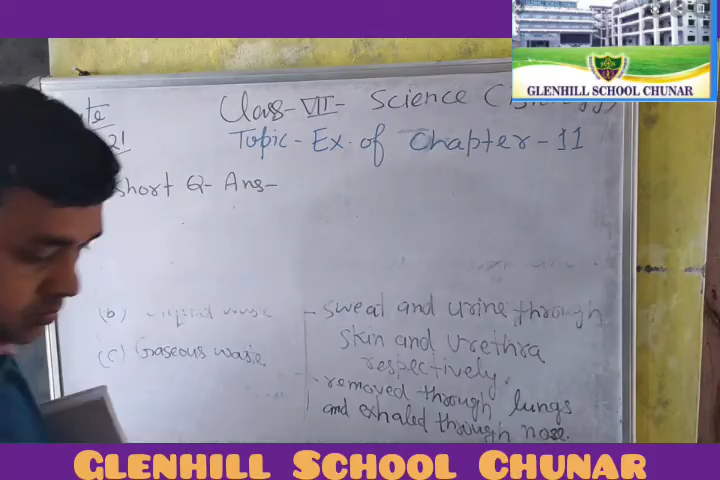 GLENHILL SCHOOL CHUNAR
Class-VII- Science (
Topic - Ex. of Chapter-11
Short Q- Ans-
(b)
- sweat and urine through
skin and urethra
respectively.
(c) Gaseous waste
- removed through lungs
and exhaled through nose.
GLENHILL SCHOOL CHUNAR